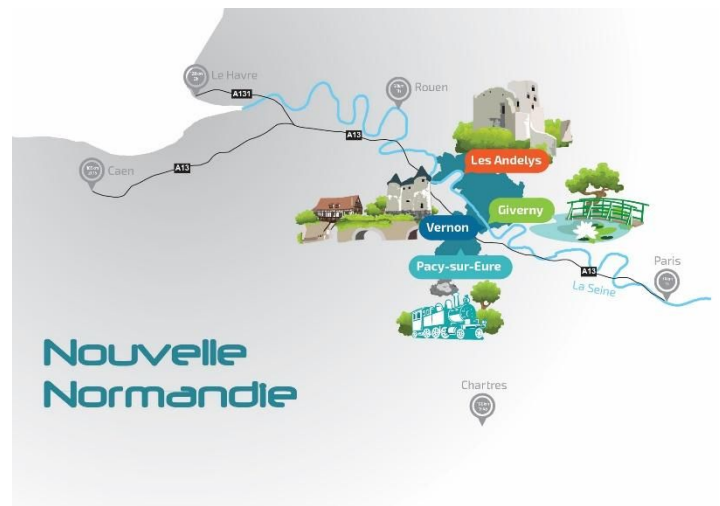 Le Havre
A131
Rouen
A13
Caen
A13
Les Andelys
Giverny
Vernon
Pacy-sur-Eure
Paris
A13
La Seine
Nouvelle
Normandie
Chartres